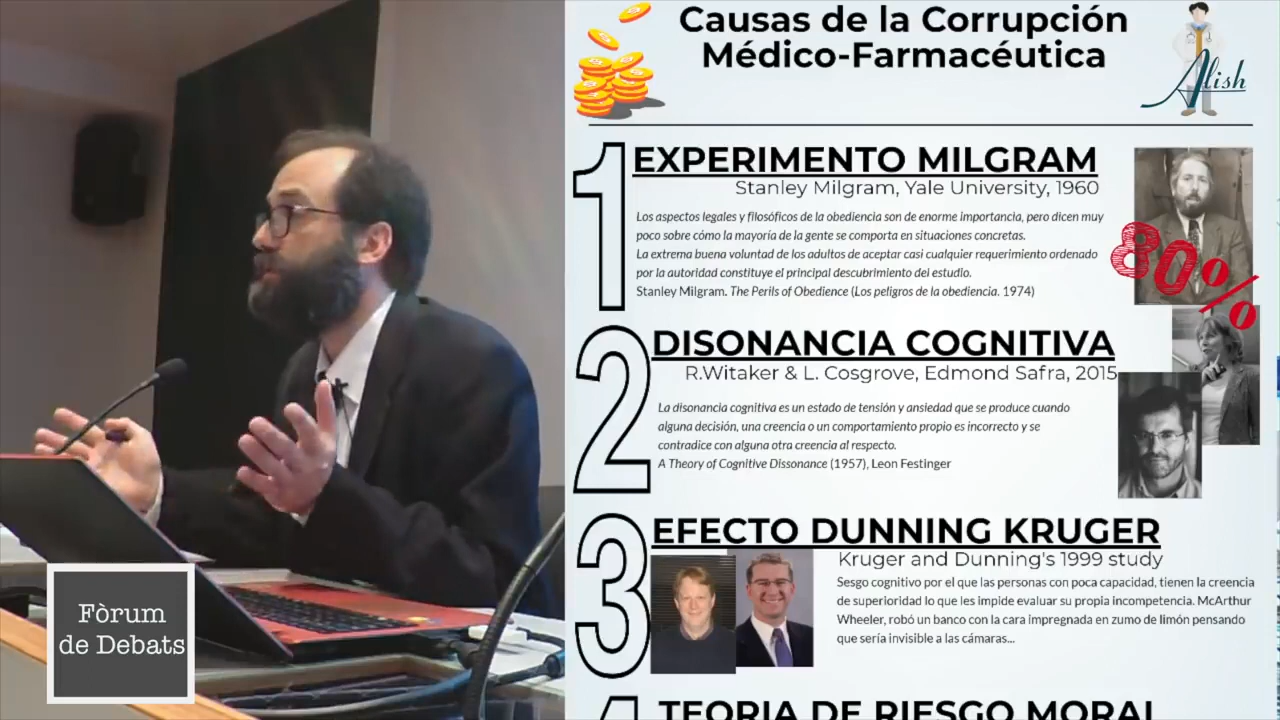 Causas de la Corrupción
Médico-Farmacéutica
Alish
1
EXPERIMENTO MILGRAM
Stanley Milgram, Yale University, 1960
Los aspectos legales y filosóficos de la obediencia son de enorme importancia, pero dicen muy
poco sobre cómo la mayoría de la gente se comporta en situaciones concretas.
La extrema buena voluntad de los adultos de aceptar casi cualquier requerimiento ordenado
por la autoridad constituye el principal descubrimiento del estudio.
Stanley Milgram. The Perils of Obedience (Los peligros de la obediencia. 1974)
80%
2
DISONANCIA COGNITIVA
R.Witaker & L. Cosgrove, Edmond Safra, 2015
La disonancia cognitiva es un estado de tensión y ansiedad que se produce cuando
alguna decisión, una creencia o un comportamiento propio es incorrecto y se
contradice con alguna otra creencia al respecto.
A Theory of Cognitive Dissonance (1957), Leon Festinger
3
EFECTO DUNNING KRUGER
Kruger and Dunning's 1999 study
Sesgo cognitivo por el que las personas con poca capacidad, tienen la creencia
de superioridad lo que les impide evaluar su propia incompetencia. McArthur
Wheeler, robó un banco con la cara impregnada en zumo de limón pensando
que sería invisible a las cámaras...
TEORIA DE RIESGO MORAL
Fòrum
de Debats